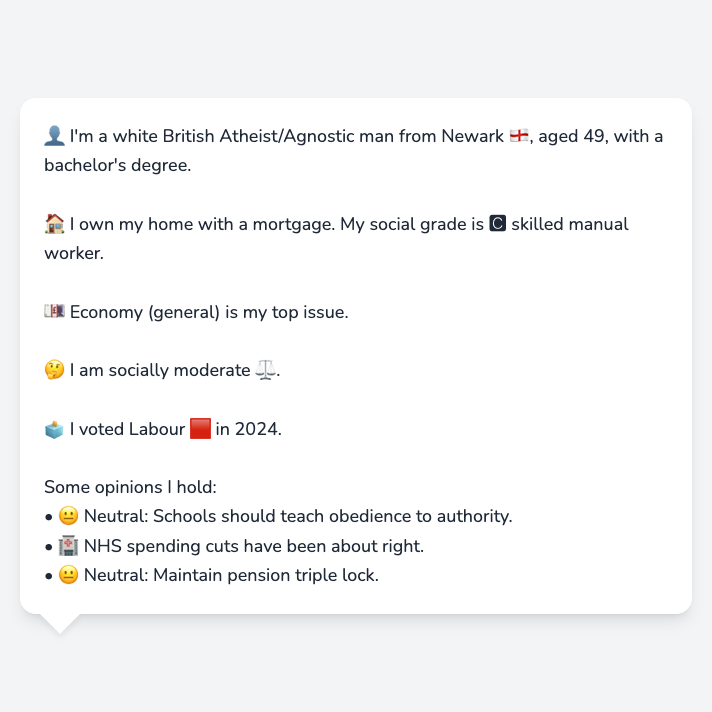 👤 I'm a white British Atheist/Agnostic man from Newark 🏴󠁧󠁢󠁥󠁮󠁧󠁿, aged 49, with a
bachelor's degree.
🏠 I own my home with a mortgage. My social grade is 🅲 skilled manual
worker.
💷 Economy (general) is my top issue.
🤔 I am socially moderate ⚖️.
🗳️ I voted Labour 🟥 in 2024.
Some opinions I hold:
• 😐 Neutral: Schools should teach obedience to authority.
• 🏥 NHS spending cuts have been about right.
• 😐 Neutral: Maintain pension triple lock.